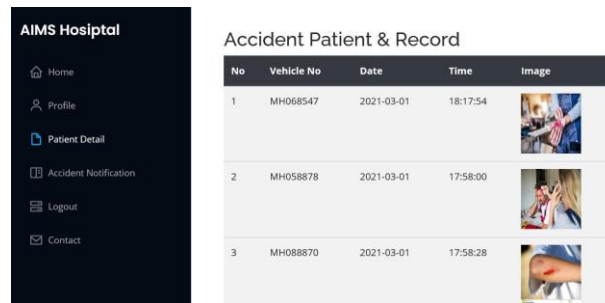 AIMS Hosiptal
Home
Profile
Patient Detail
Accident Notification
Logout
Contact
Accident Patient & Record
No Vehicle No Date Time Image
1 MH068547 2021-03-01 18:17:54
2 MH058878 2021-03-01 17:58:00
3 MH088870 2021-03-01 17:58:28